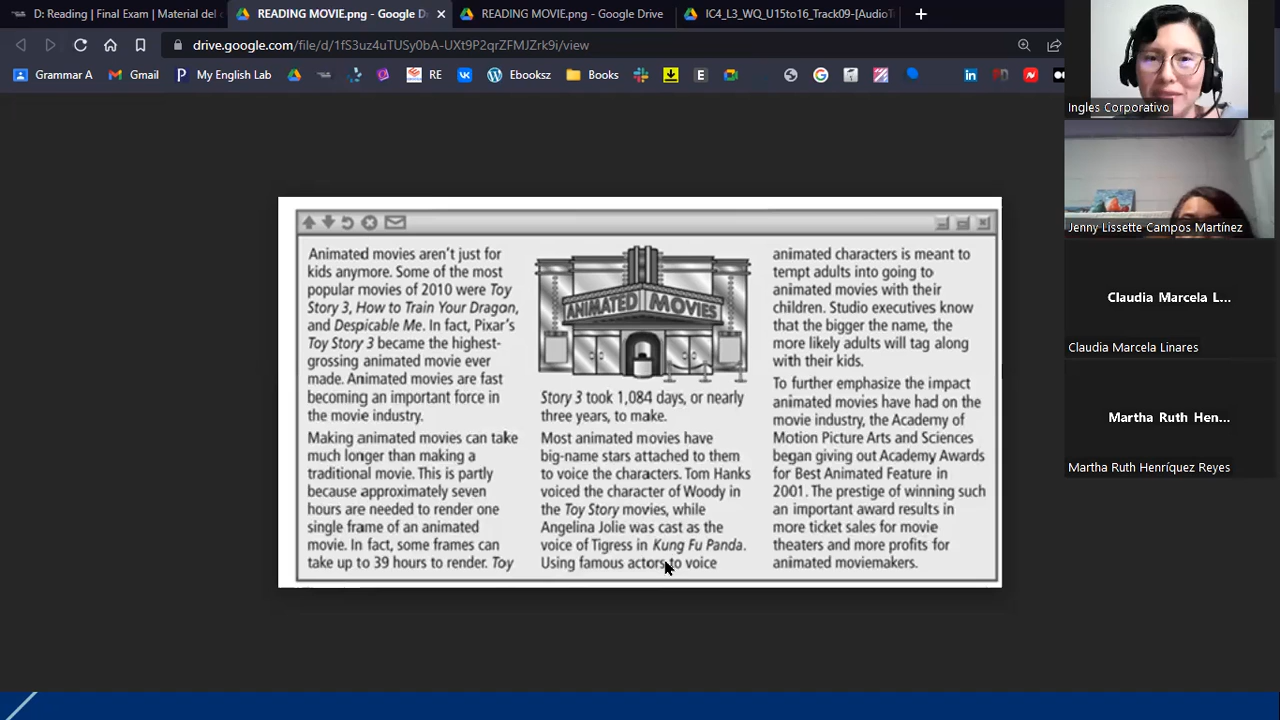 D: Reading | Final Exam | Material del
READING MOVIE.png - Google D
READING MOVIE.png - Google Drive
IC4_L3_WQ_U15to16_Track09-[AudioT
drive.google.com/file/d/1fS3uz4uTUSy0bA-UXt9P2qrZFMJZrk9i/view
Grammar A
Gmail
My English Lab
RE
Ebooksz
Books
Ingles Corporativo
Jenny Lissette Campos Martínez
Claudia Marcela L...
Claudia Marcela Linares
Martha Ruth Hen...
Martha Ruth Henríquez Reyes
Animated movies aren't just for
kids anymore. Some of the most
popular movies of 2010 were Toy
Story 3, How to Train Your Dragon,
and Despicable Me. In fact, Pixar's
Toy Story 3 became the highest-
grossing animated movie ever
made. Animated movies are fast
becoming an important force in
the movie industry.
Making animated movies can take
much longer than making a
traditional movie. This is partly
because approximately seven
hours are needed to render one
single frame of an animated
movie. In fact, some frames can
take up to 39 hours to render. Toy
ANIMATED MOVIES
Story 3 took 1,084 days, or nearly
three years, to make.
Most animated movies have
big-name stars attached to them
to voice the characters. Tom Hanks
voiced the character of Woody in
the Toy Story movies, while
Angelina Jolie was cast as the
voice of Tigress in Kung Fu Panda.
Using famous actors to voice
animated characters is meant to
tempt adults into going to
animated movies with their
children. Studio executives know
that the bigger the name, the
more likely adults will tag along
with their kids.
To further emphasize the impact
animated movies have had on the
movie industry, the Academy of
Motion Picture Arts and Sciences
began giving out Academy Awards
for Best Animated Feature in
2001. The prestige of winning such
an important award results in
more ticket sales for movie
theaters and more profits for
animated moviemakers.